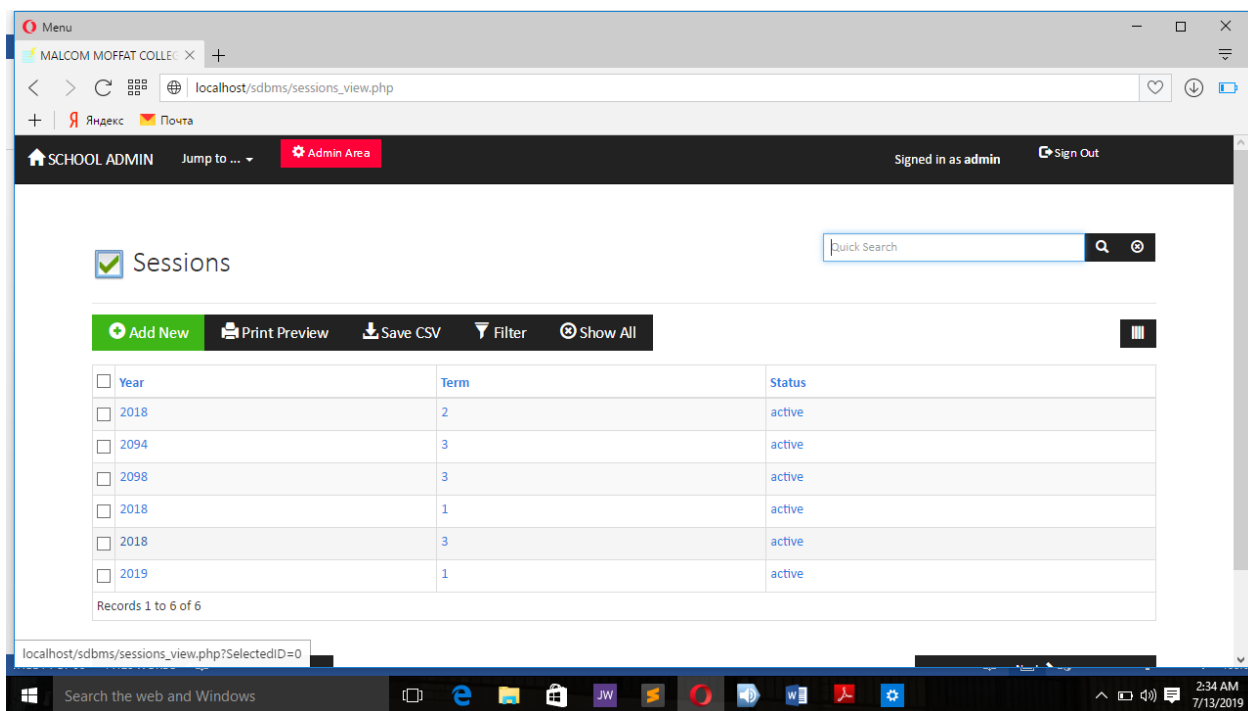 Menu
MALCOM MOFFAT COLLEG
localhost/sdbms/sessions_view.php
Яндекс Почта
SCHOOL ADMIN Jump to ... Admin Area Signed in as admin Sign Out
Quick Search
Sessions
Add New Print Preview Save CSV Filter Show All
Year Term Status
2018 2 active
2094 3 active
2098 3 active
2018 1 active
2018 3 active
2019 1 active
Records 1 to 6 of 6
localhost/sdbms/sessions_view.php?SelectedID=0
Search the web and Windows JW 2:34 AM
7/13/2019